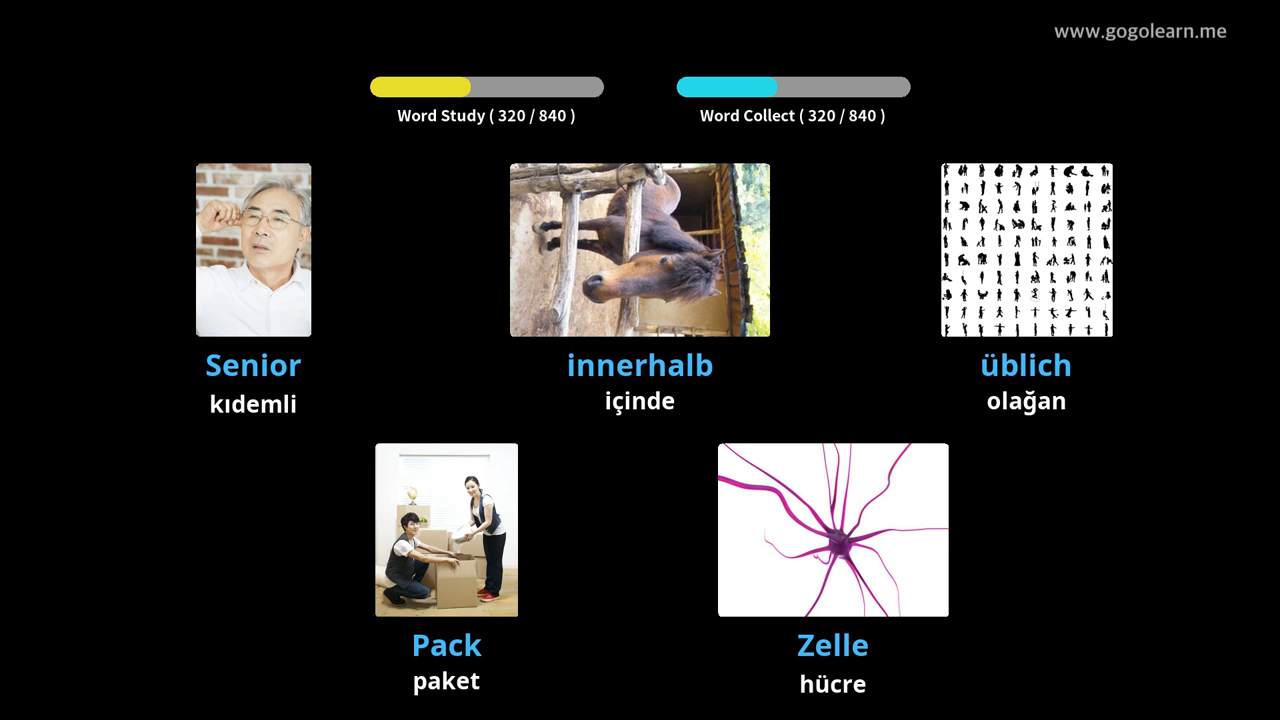 www.gogolearn.me
Word Study ( 320 / 840 )
Word Collect ( 320 / 840 )
Senior
kıdemli
innerhalb
içinde
üblich
olağan
Pack
paket
Zelle
hücre